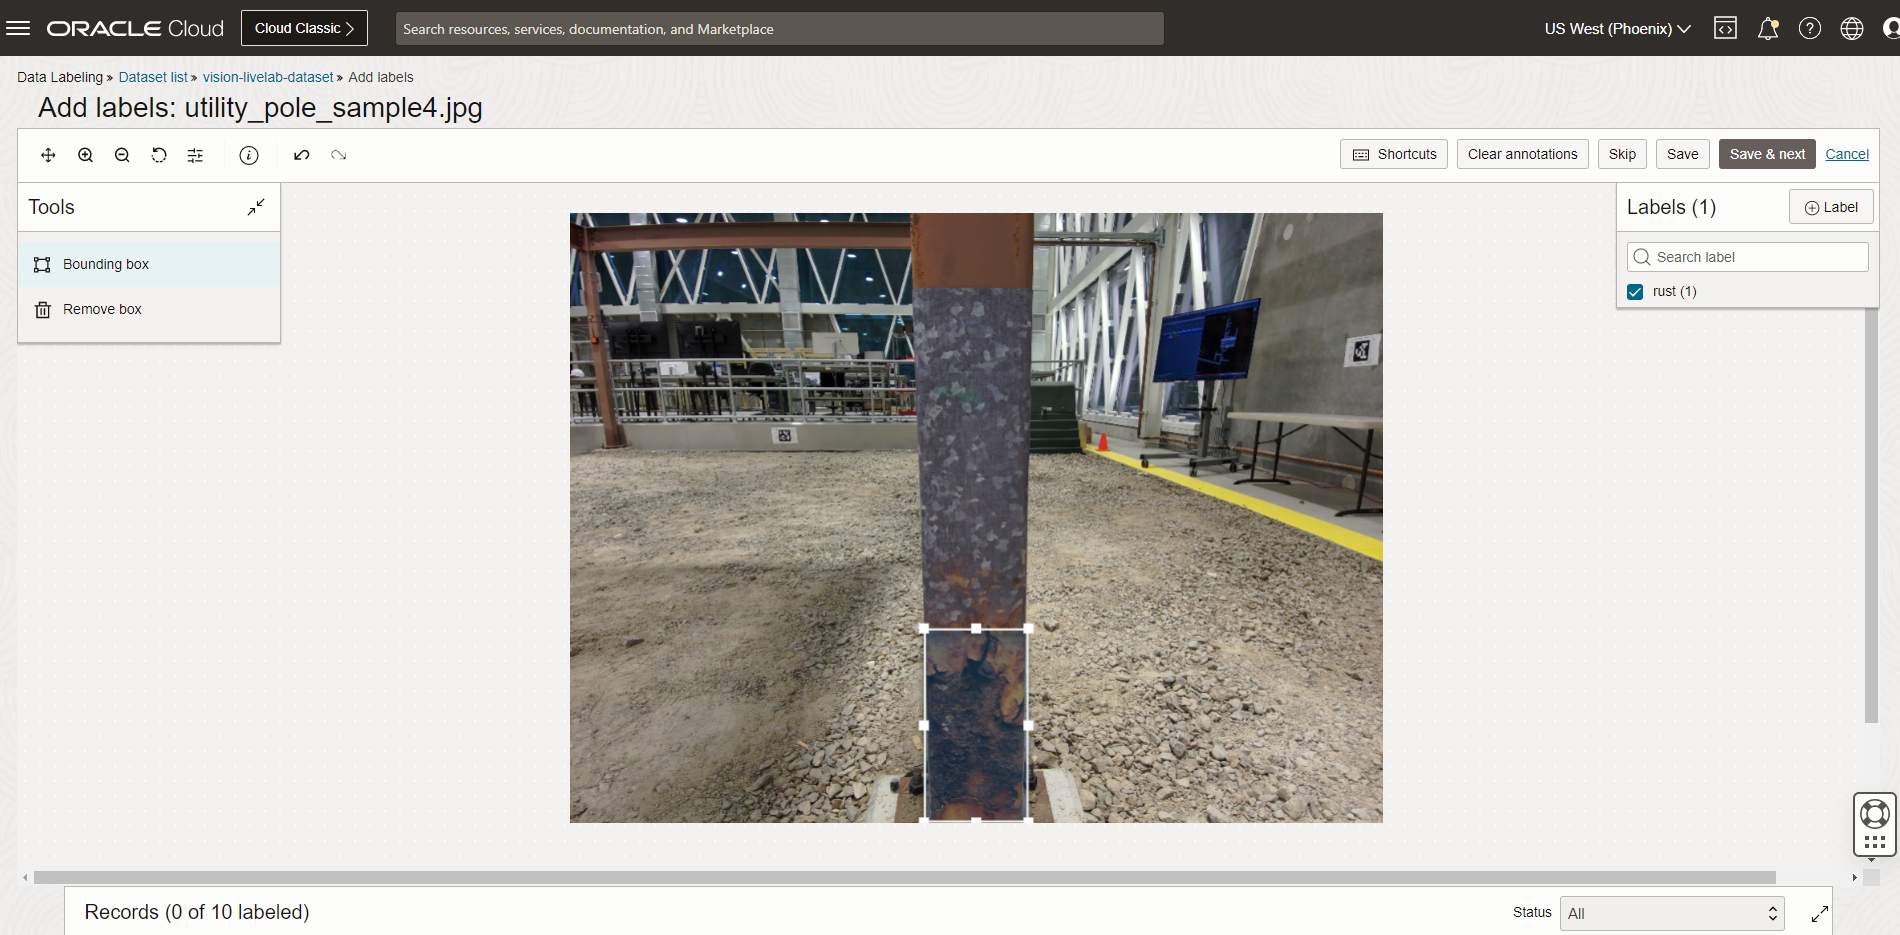 ORACLE Cloud
Cloud Classic
Search resources, services, documentation, and Marketplace
US West (Phoenix)
Data Labeling » Dataset list » vision-livelab-dataset » Add labels
Add labels: utility_pole_sample4.jpg
Shortcuts
Clear annotations
Skip
Save
Save & next
Cancel
Tools
Bounding box
Remove box
Labels (1)
Label
Search label
rust (1)
Records (0 of 10 labeled)
Status
All